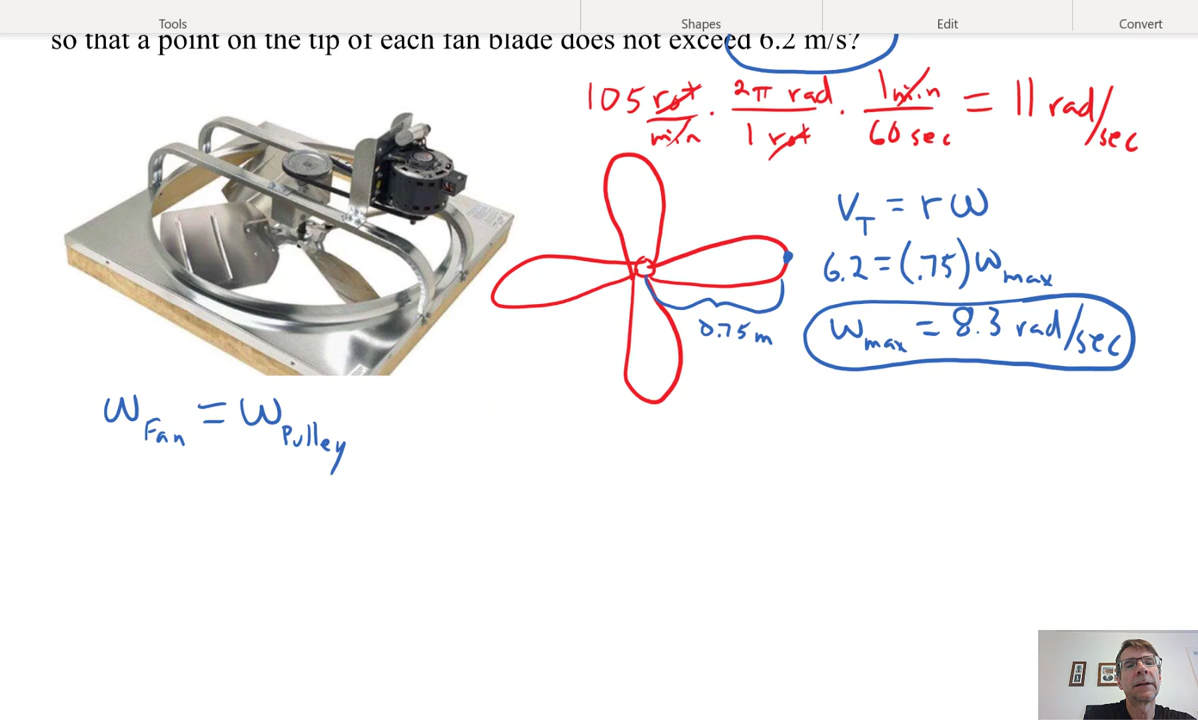 Tools Shapes Edit Convert
so that a point on the tip of each fan blade does not exceed 6.2 m/s?
105 rot/min · 2π rad/1 rot · 1 min/60 sec = 11 rad/sec
V_T = r ω
6.2 = (.75) ω_max
0.75 m
ω_max = 8.3 rad/sec
ω_Fan = ω_Pulley